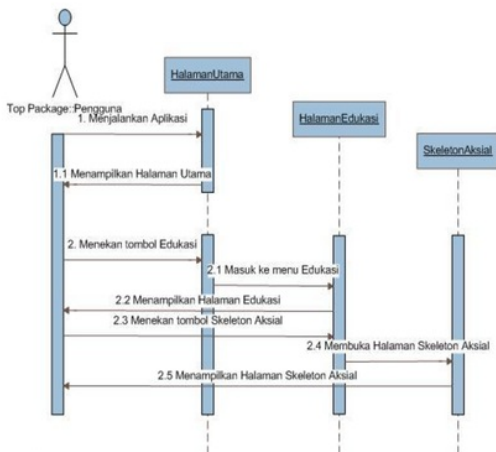 HalamanUtama
Top Package::Pengguna
HalamanEdukasi
SkeletonAksial
1. Menjalankan Aplikasi
1.1 Menampilkan Halaman Utama
2. Menekan tombol Edukasi
2.1 Masuk ke menu Edukasi
2.2 Menampilkan Halaman Edukasi
2.3 Menekan tombol Skeleton Aksial
2.4 Membuka Halaman Skeleton Aksial
2.5 Menampilkan Halaman Skeleton Aksial